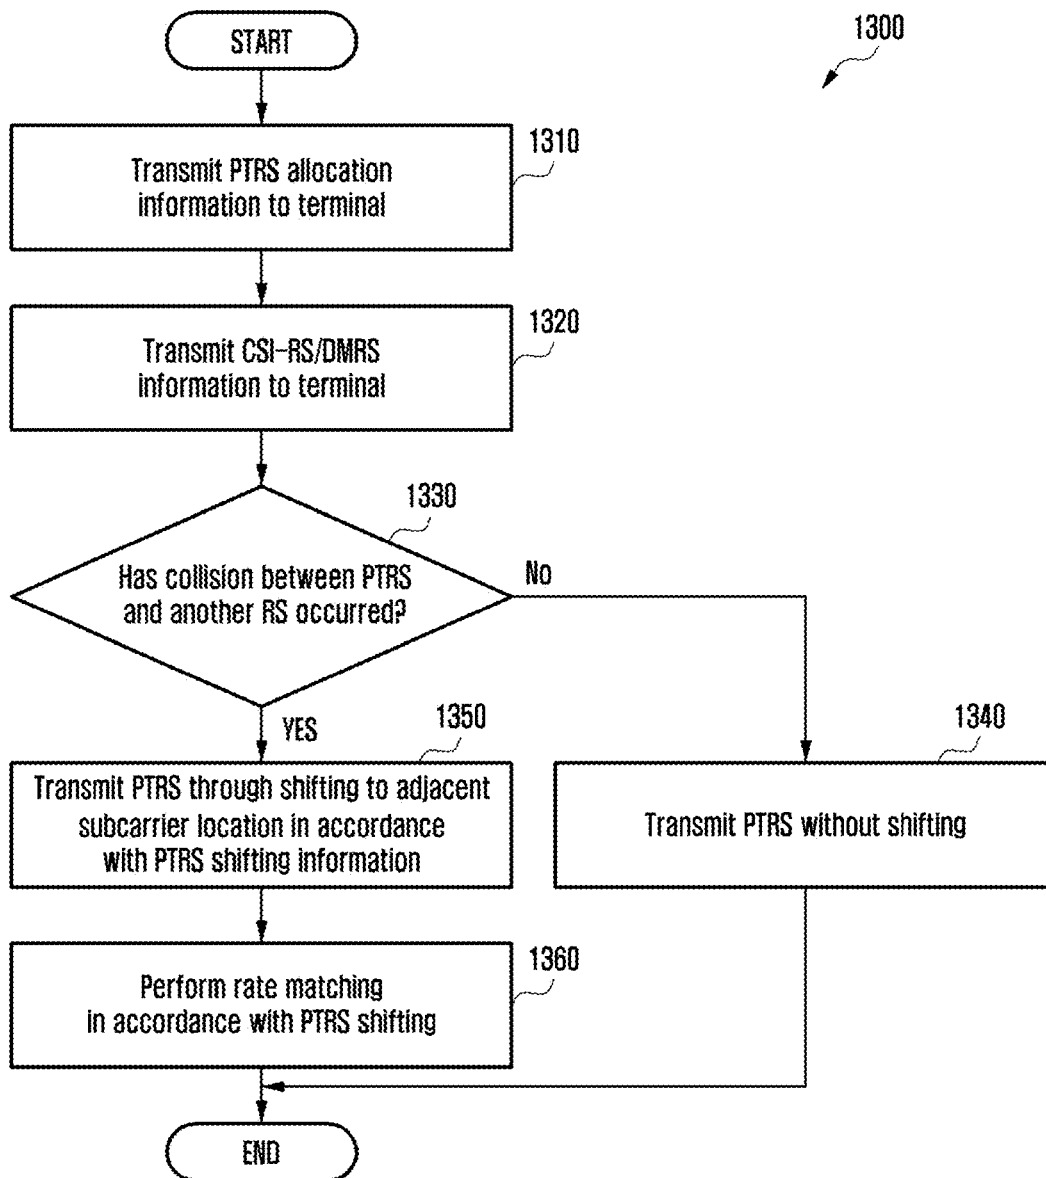 START
1300
1310
Transmit PTRS allocation
information to terminal
1320
Transmit CSI-RS/DMRS
information to terminal
1330
Has collision between PTRS
and another RS occurred?
No
YES
1350
Transmit PTRS through shifting to adjacent
subcarrier location in accordance
with PTRS shifting information
1340
Transmit PTRS without shifting
1360
Perform rate matching
in accordance with PTRS shifting
END